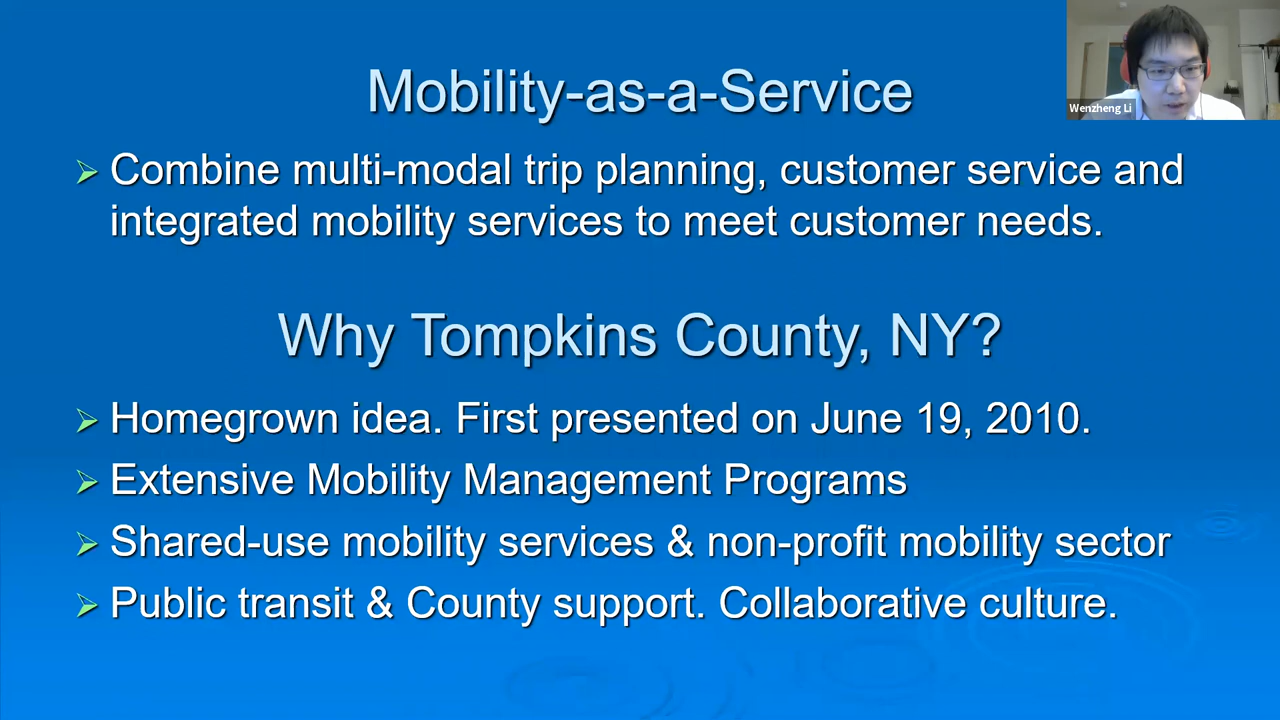 Mobility-as-a-Service
Wenzheng Li
Combine multi-modal trip planning, customer service and
integrated mobility services to meet customer needs.
Why Tompkins County, NY?
Homegrown idea. First presented on June 19, 2010.
Extensive Mobility Management Programs
Shared-use mobility services & non-profit mobility sector
Public transit & County support. Collaborative culture.